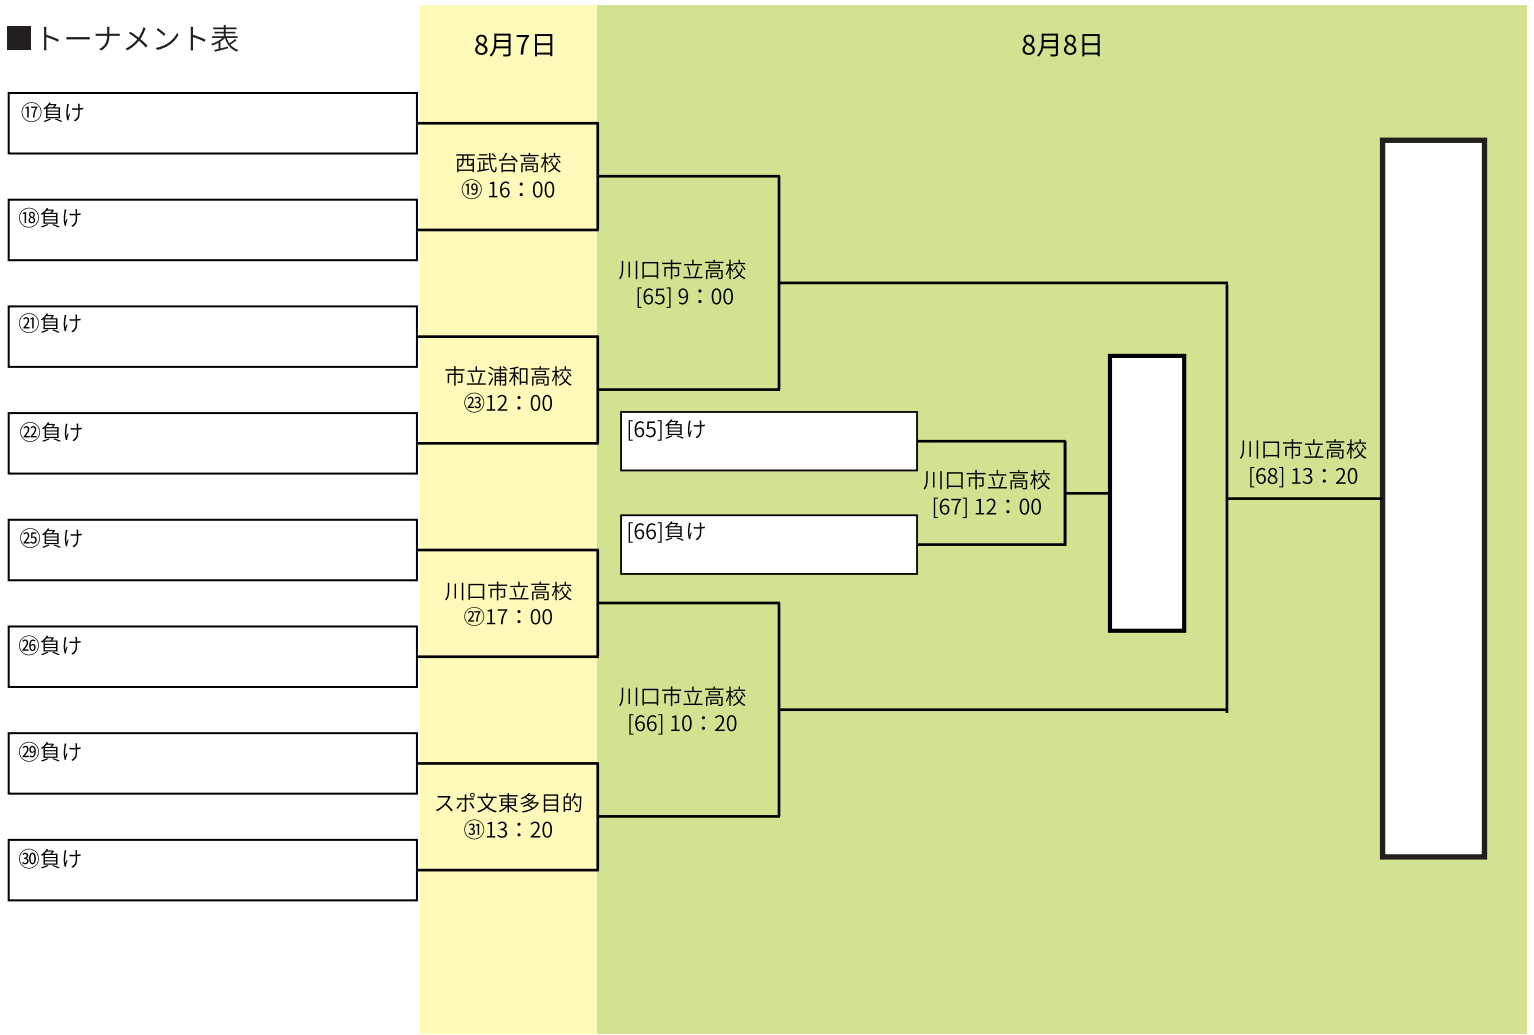 ■トーナメント表
8月7日
8月8日
⑰負け
西武台高校
⑲ 16：00
⑱負け
川口市立高校
[65] 9：00
㉑負け
市立浦和高校
㉓12：00
㉒負け
[65]負け
川口市立高校
[67] 12：00
[66]負け
川口市立高校
[68] 13：20
㉕負け
川口市立高校
㉗17：00
㉖負け
川口市立高校
[66] 10：20
㉙負け
スポ文東多目的
㉛13：20
㉚負け